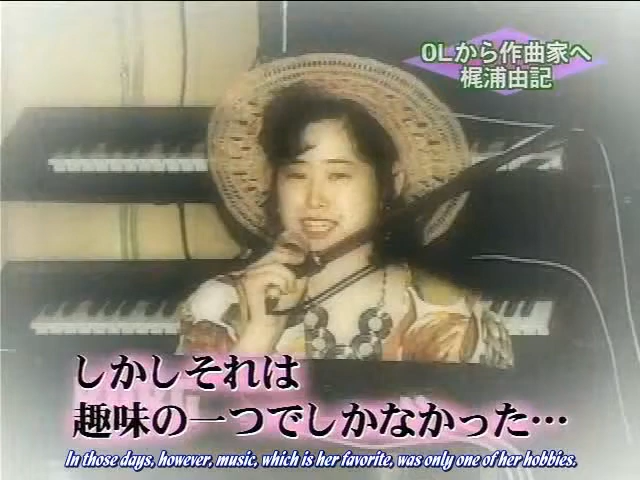 OLから作曲家へ
梶浦由記
しかしそれは
趣味の一つでしかなかった…
In those days, however, music, which is her favorite, was only one of her hobbies.